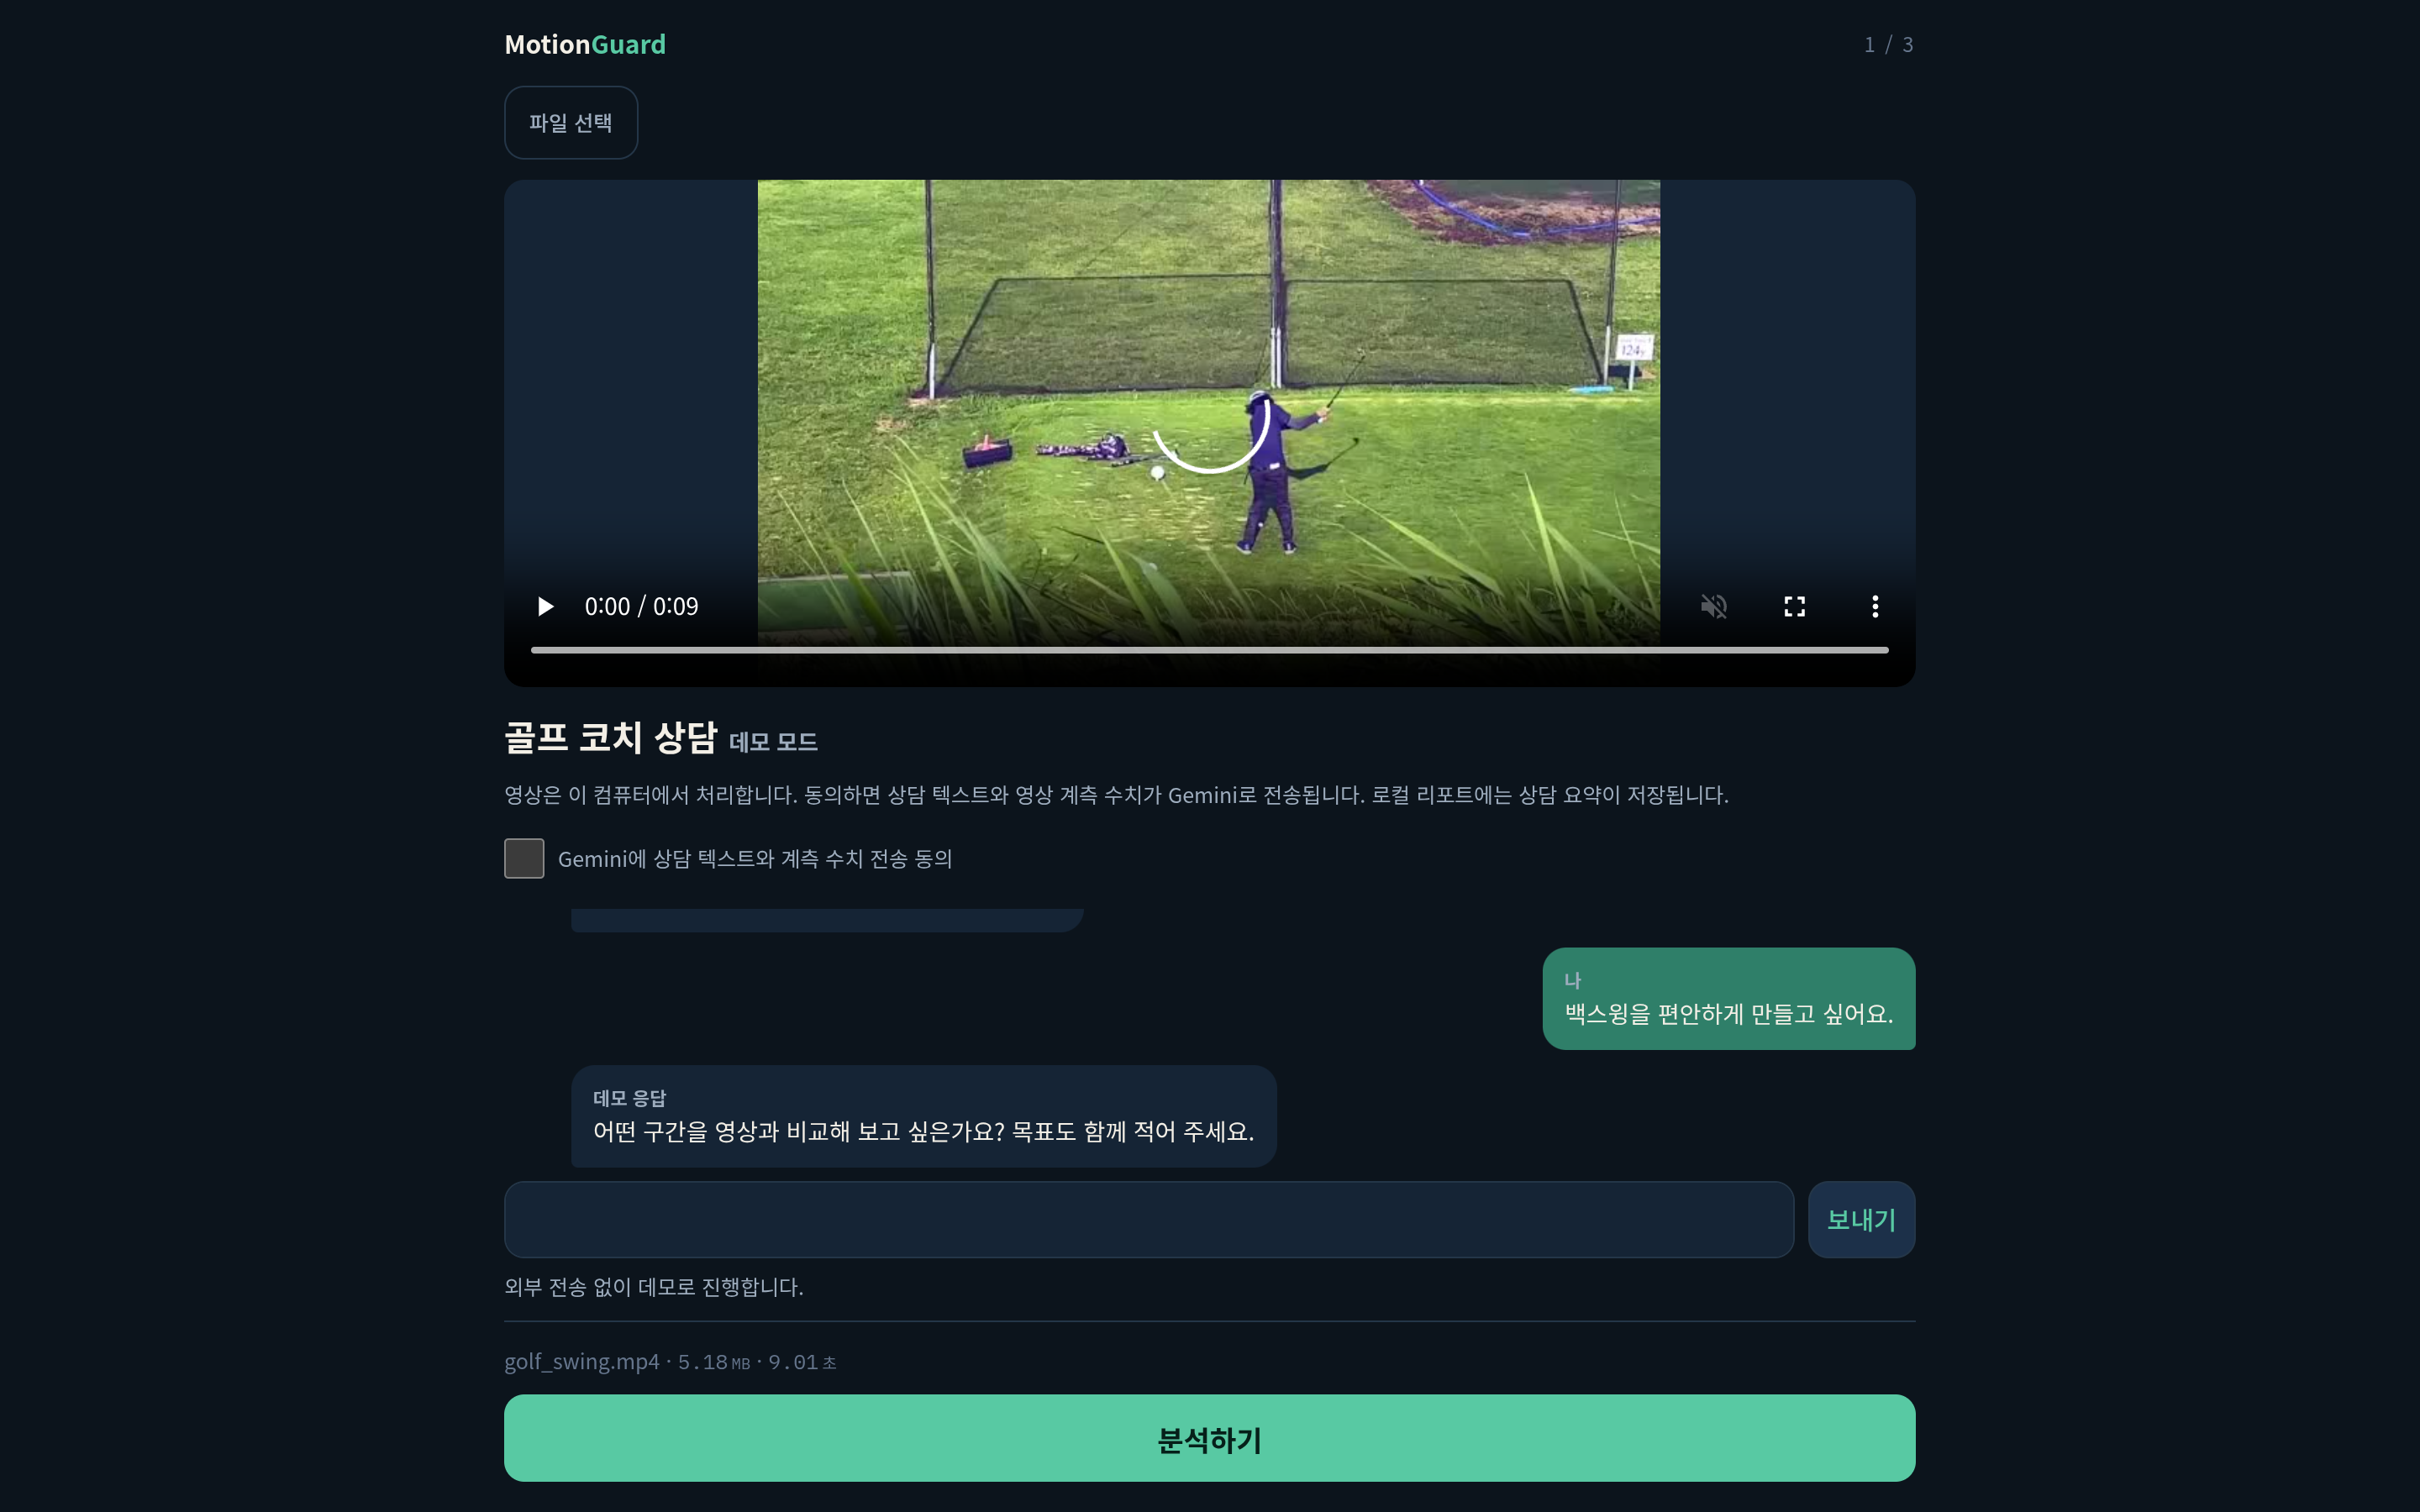 MotionGuard
1 / 3
파일 선택
124y
0:00 / 0:09
골프 코치 상담 데모 모드
영상은 이 컴퓨터에서 처리합니다. 동의하면 상담 텍스트와 영상 계측 수치가 Gemini로 전송됩니다. 로컬 리포트에는 상담 요약이 저장됩니다.
Gemini에 상담 텍스트와 계측 수치 전송 동의
나
백스윙을 편안하게 만들고 싶어요.
데모 응답
어떤 구간을 영상과 비교해 보고 싶은가요? 목표도 함께 적어 주세요.
보내기
외부 전송 없이 데모로 진행합니다.
golf_swing.mp4 · 5.18 MB · 9.01 초
분석하기